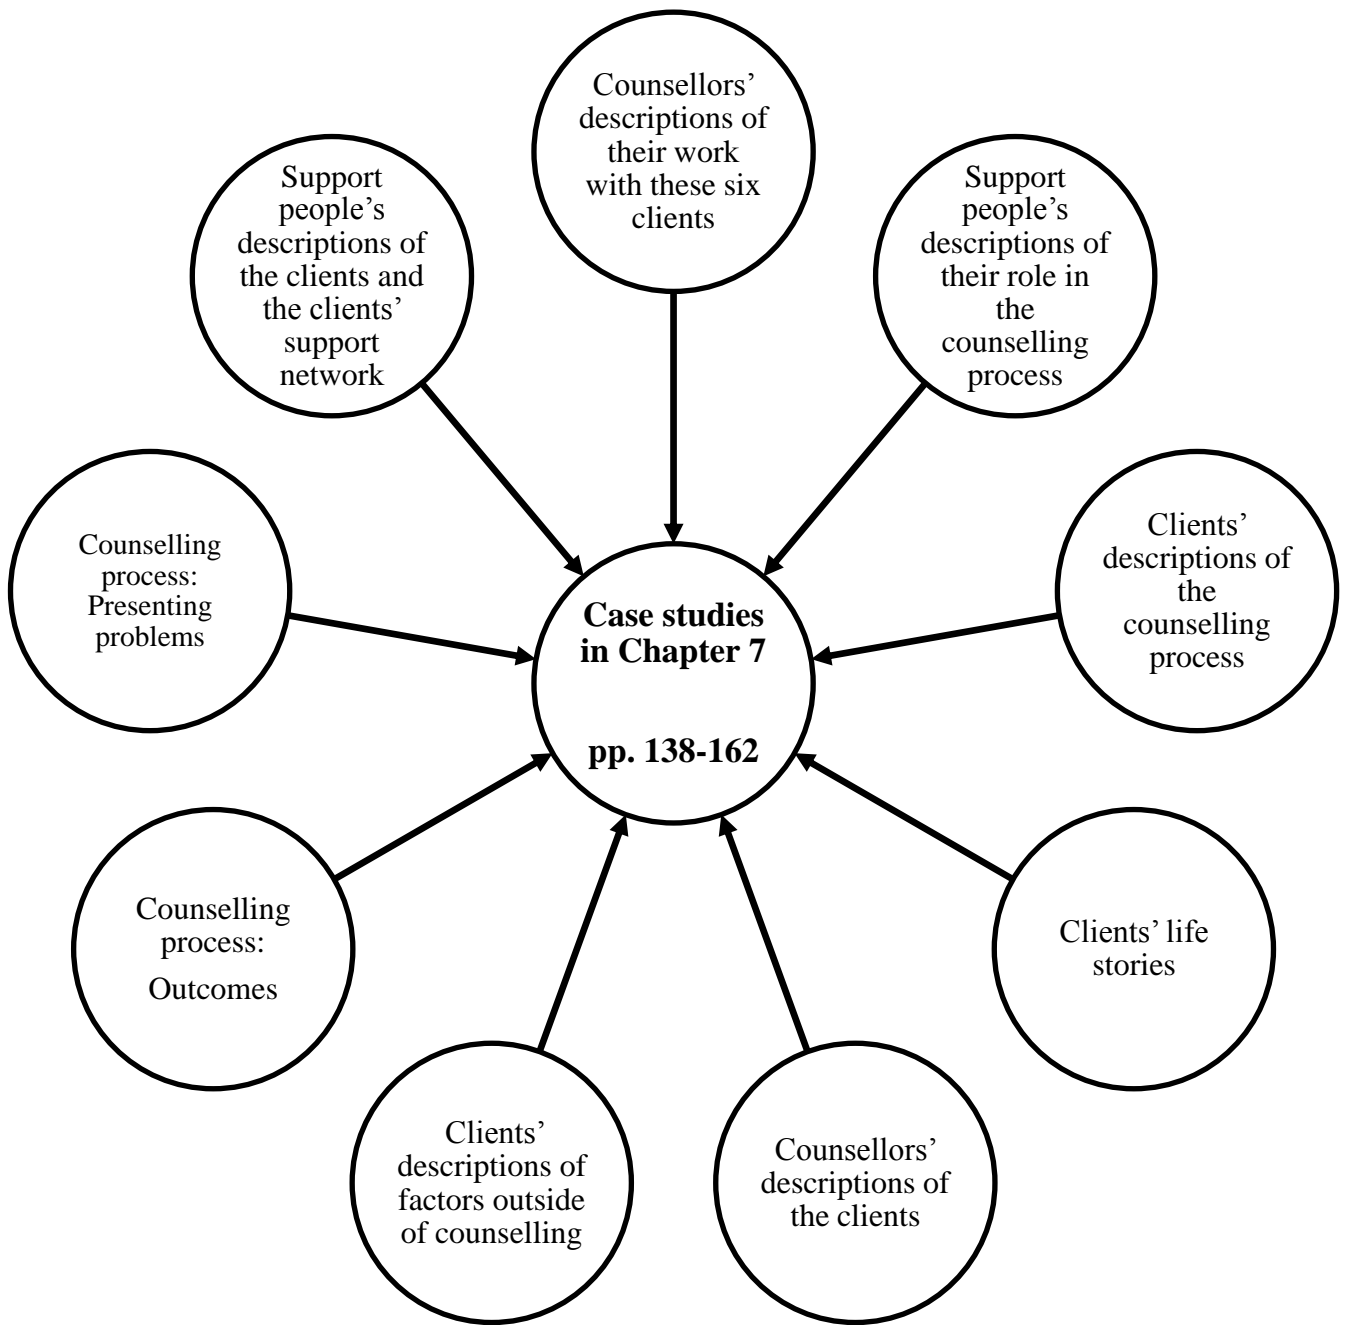 Counsellors’
descriptions of
their work
with these six
clients
Support
people’s
descriptions of
the clients and
the clients’
support
network
Support
people’s
descriptions of
their role in
the
counselling
process
Counselling
process:
Presenting
problems
Clients’
descriptions of
the
counselling
process
Case studies
in Chapter 7
pp. 138-162
Counselling
process:
Outcomes
Clients’ life
stories
Clients’
descriptions of
factors outside
of counselling
Counsellors’
descriptions of
the clients